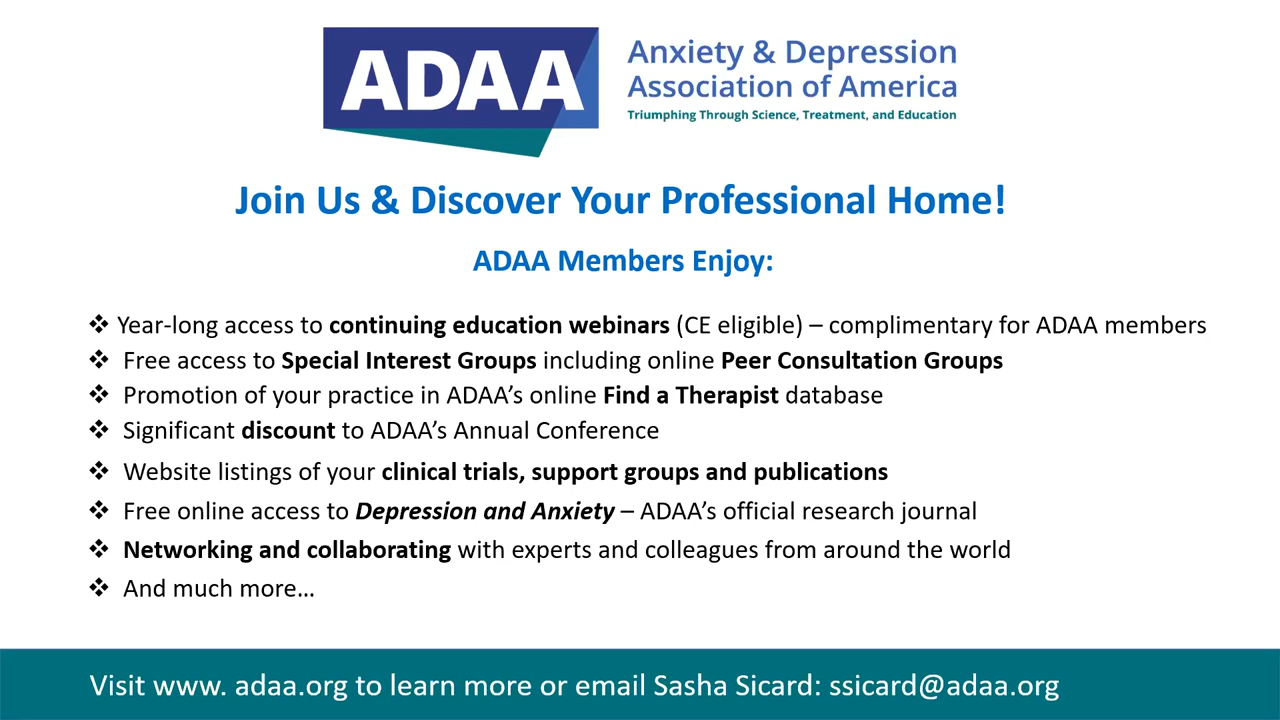 ADAA
Anxiety & Depression
Association of America
Triumphing Through Science, Treatment, and Education
Join Us & Discover Your Professional Home!
ADAA Members Enjoy:
❖ Year-long access to continuing education webinars (CE eligible) – complimentary for ADAA members
❖ Free access to Special Interest Groups including online Peer Consultation Groups
❖ Promotion of your practice in ADAA’s online Find a Therapist database
❖ Significant discount to ADAA’s Annual Conference
❖ Website listings of your clinical trials, support groups and publications
❖ Free online access to Depression and Anxiety – ADAA’s official research journal
❖ Networking and collaborating with experts and colleagues from around the world
❖ And much more…
Visit www. adaa.org to learn more or email Sasha Sicard: ssicard@adaa.org